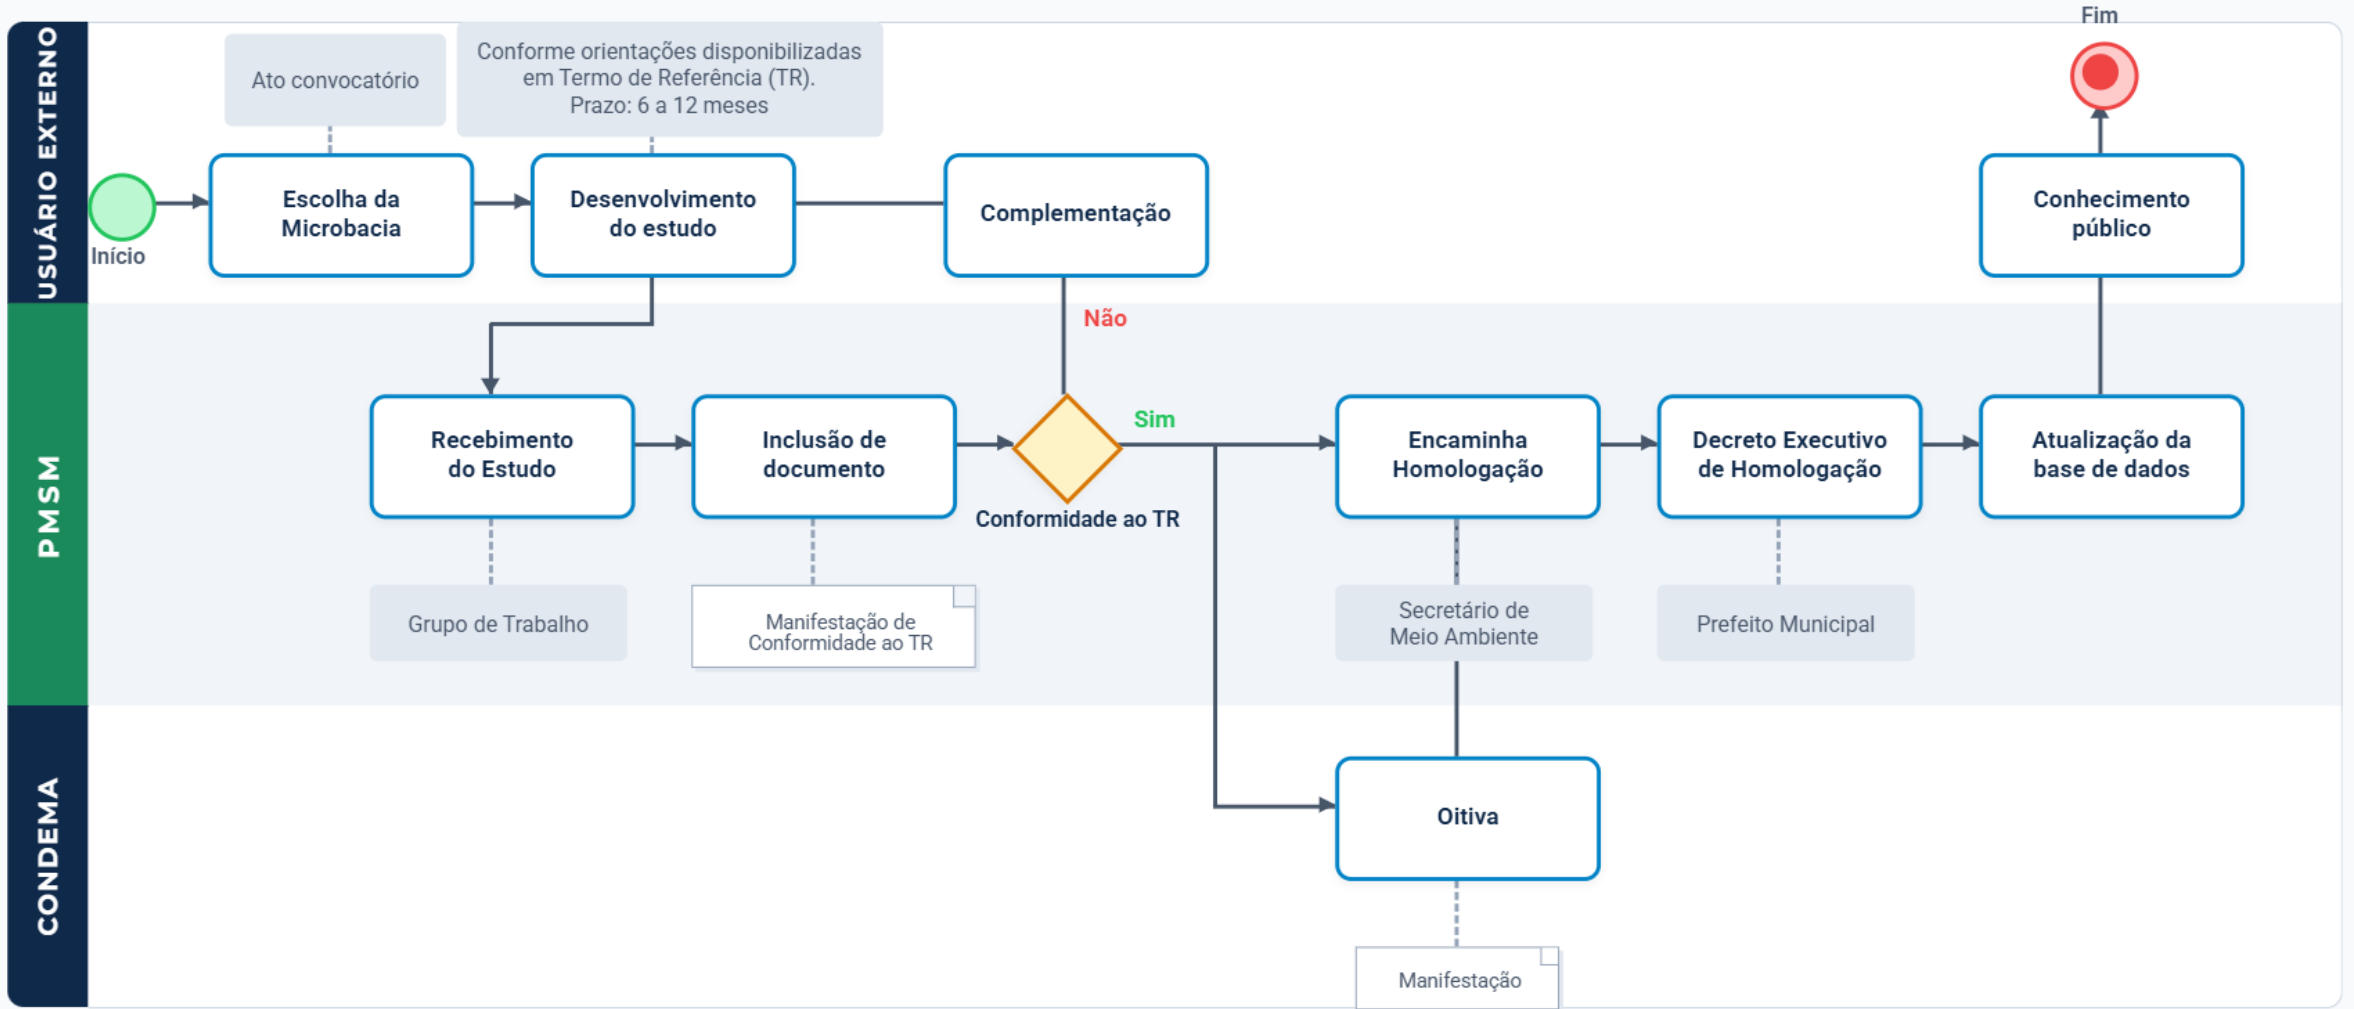 USUÁRIO EXTERNO
Ato convocatório
Conforme orientações disponibilizadas
em Termo de Referência (TR).
Prazo: 6 a 12 meses
Fim
Início
Escolha da
Microbacia
Desenvolvimento
do estudo
Complementação
Conhecimento
público
PMSM
Não
Sim
Recebimento
do Estudo
Inclusão de
documento
Conformidade ao TR
Encaminha
Homologação
Decreto Executivo
de Homologação
Atualização da
base de dados
Grupo de Trabalho
Manifestação de
Conformidade ao TR
Secretário de
Meio Ambiente
Prefeito Municipal
CONDEMA
Oitiva
Manifestação